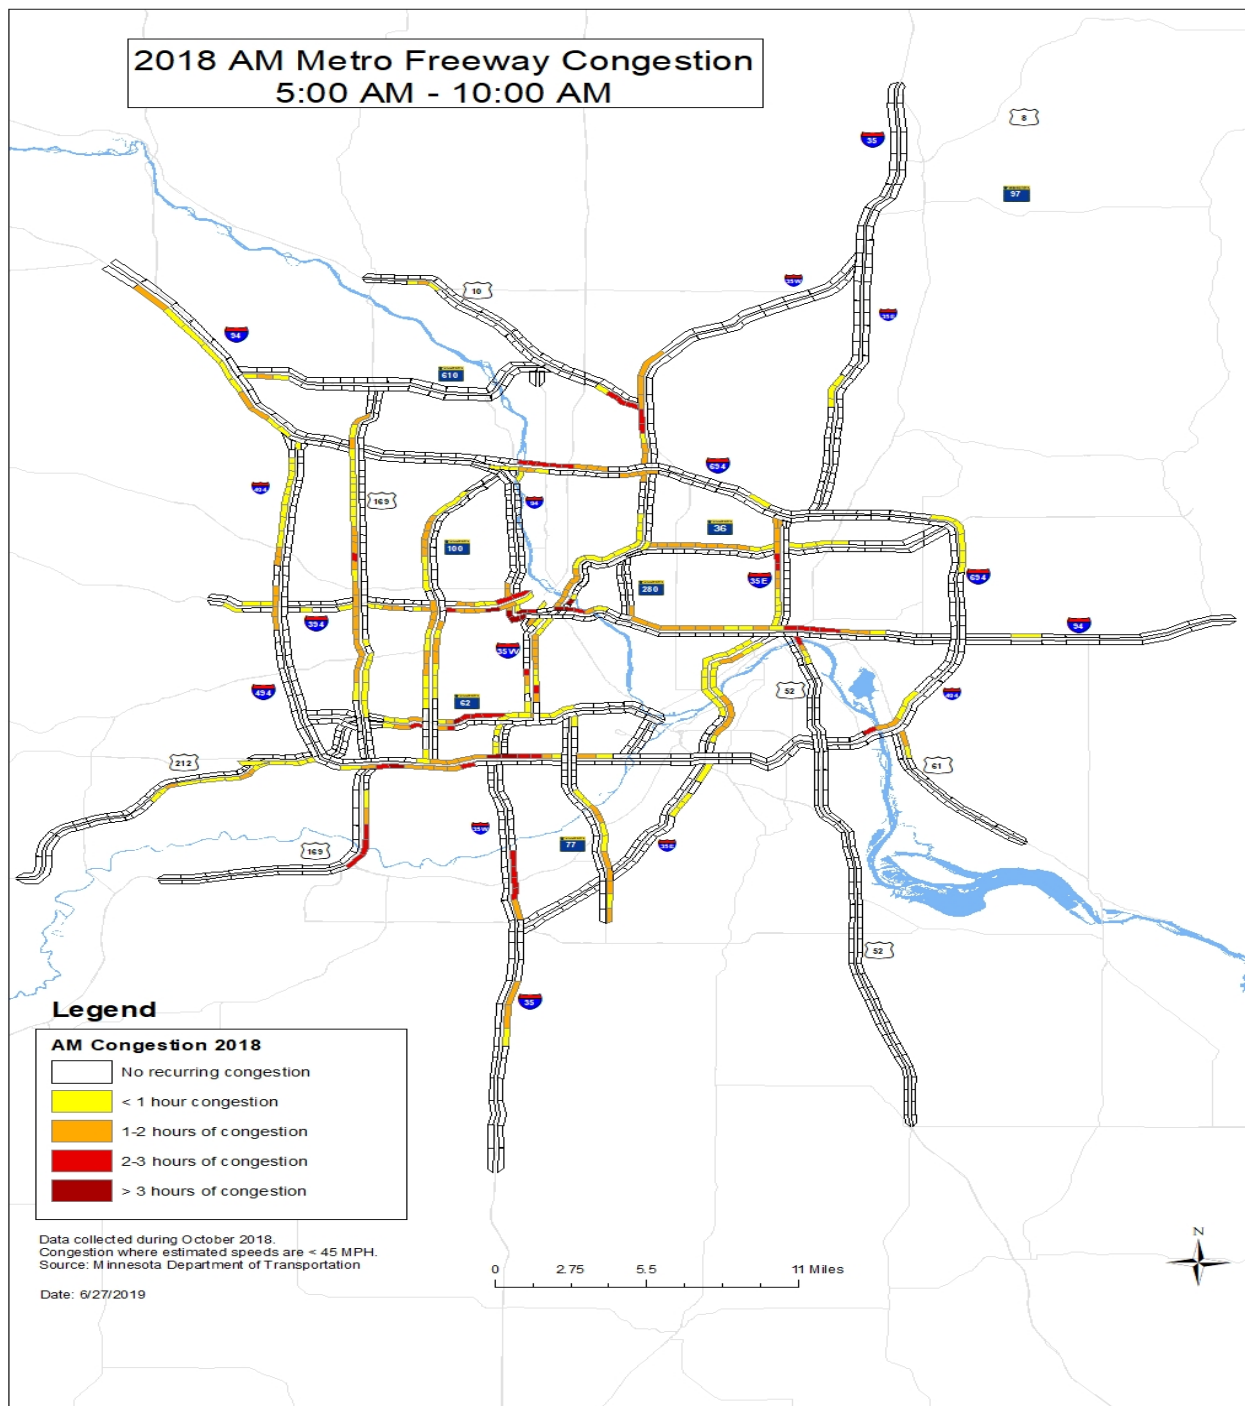 2018 AM Metro Freeway Congestion
5:00 AM - 10:00 AM
8
35
97
35W
10
35E
94
610
694
494
169
94
36
100
280
35E
694
394
94
35W
494
52
494
62
212
61
35W
77
35E
169
52
35
Legend
AM Congestion 2018
No recurring congestion
< 1 hour congestion
1-2 hours of congestion
2-3 hours of congestion
> 3 hours of congestion
Data collected during October 2018.
Congestion where estimated speeds are < 45 MPH.
Source: Minnesota Department of Transportation
Date: 6/27/2019
N
0 2.75 5.5 11 Miles